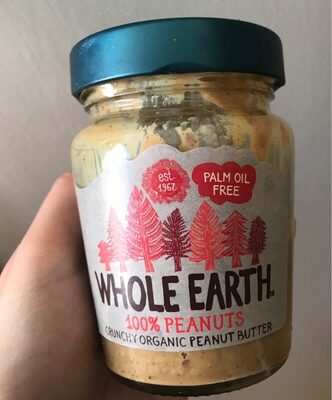 EST.
1967
PALM OIL
FREE
WHOLE EARTH.
100% PEANUTS
CRUNCHY ORGANIC PEANUT BUTTER